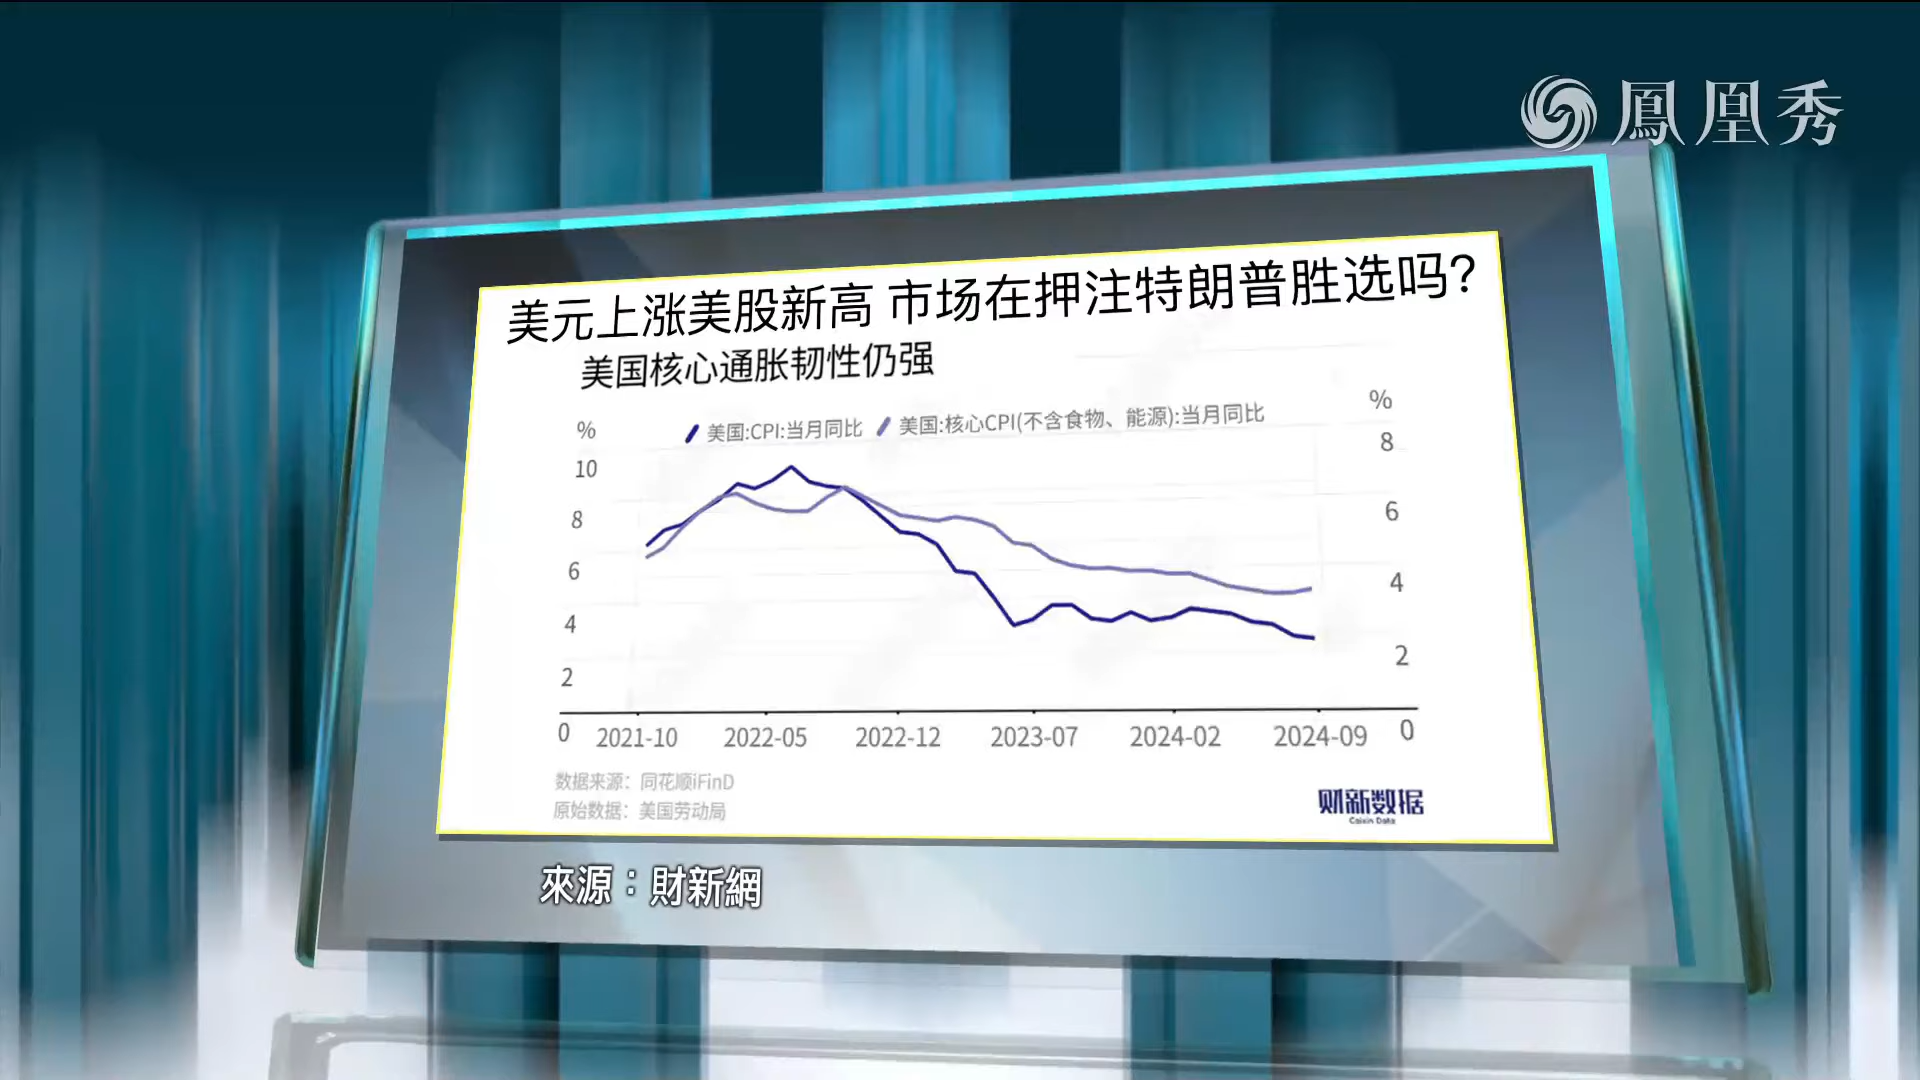 鳳凰秀
美元上涨美股新高 市场在押注特朗普胜选吗?
美国核心通胀韧性仍强
% 美国:CPI:当月同比 美国:核心CPI(不含食物、能源):当月同比 %
10 8
8 6
6 4
4 2
2
0 2021-10 2022-05 2022-12 2023-07 2024-02 2024-09 0
数据来源：同花顺iFinD
原始数据：美国劳动局
财新数据
Caixin Data
來源：財新網